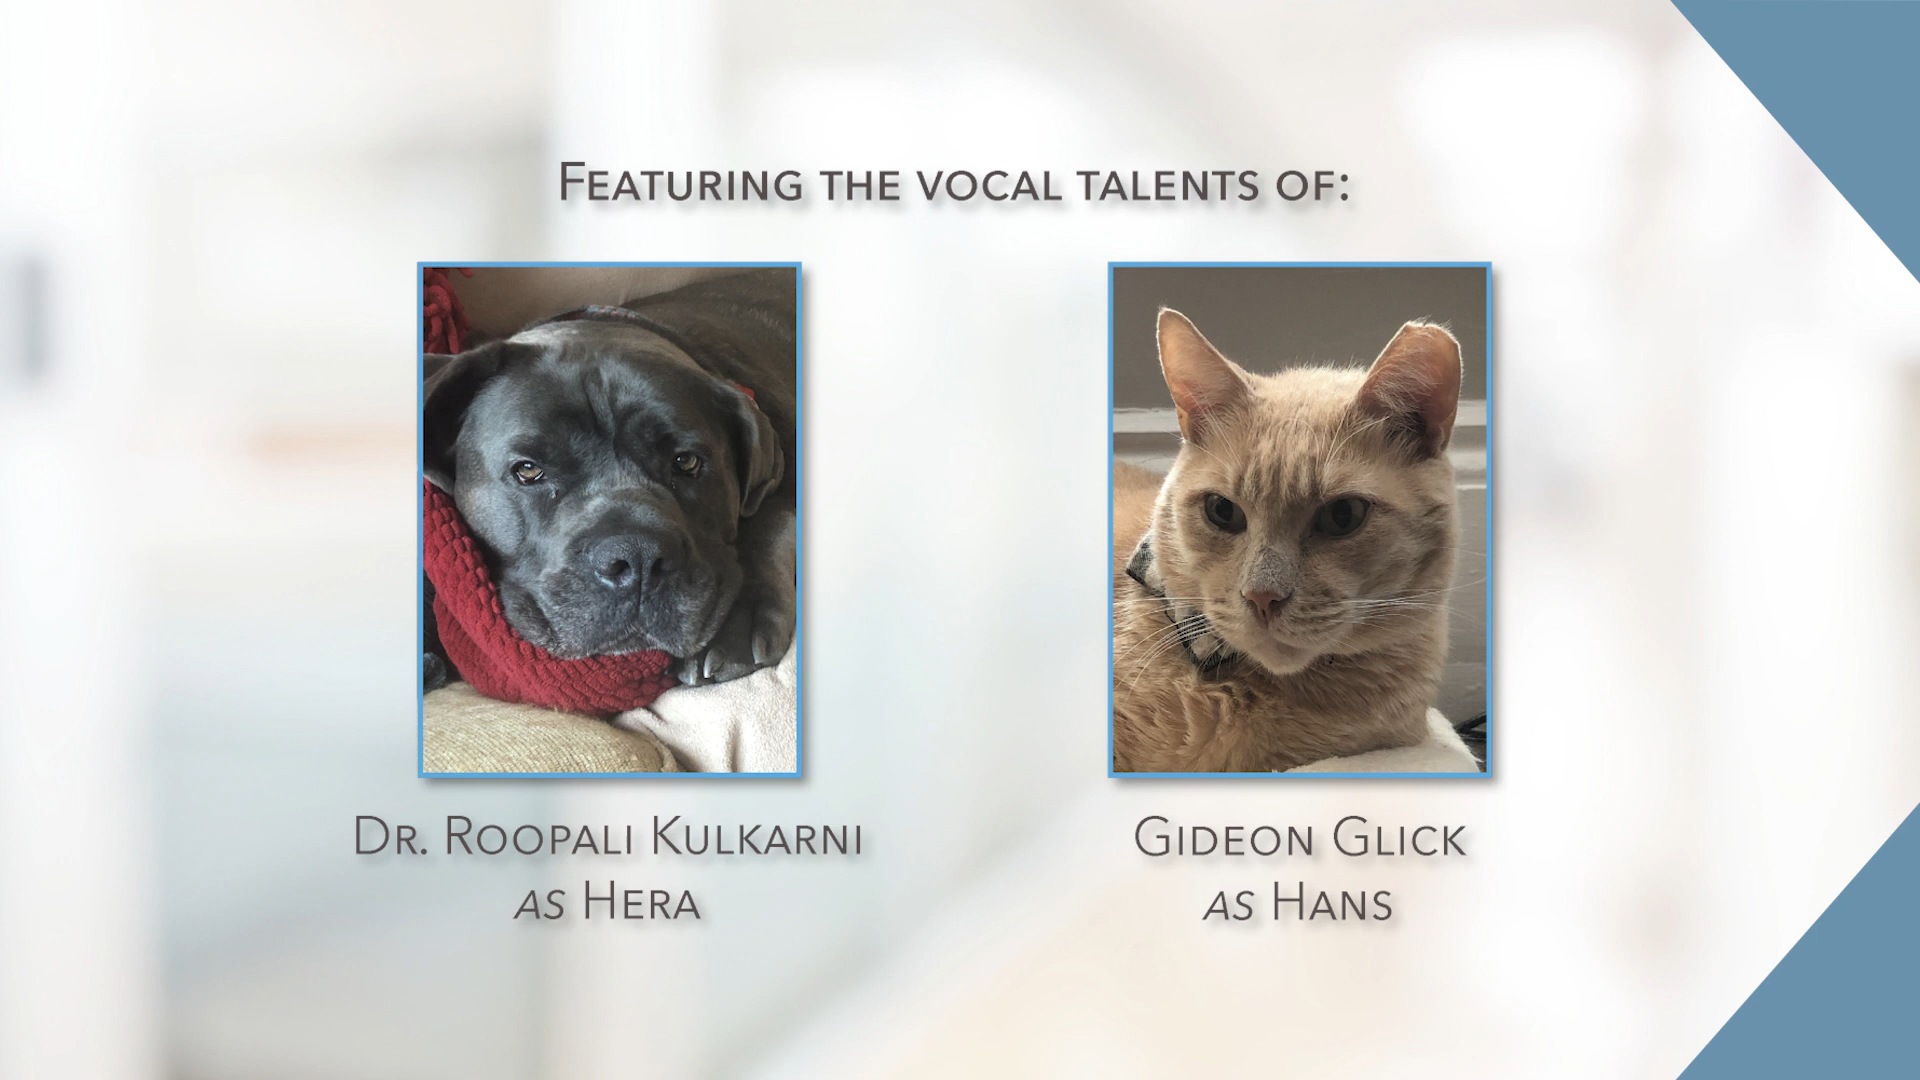 Featuring the vocal talents of:
Dr. Roopali Kulkarni
as Hera
Gideon Glick
as Hans